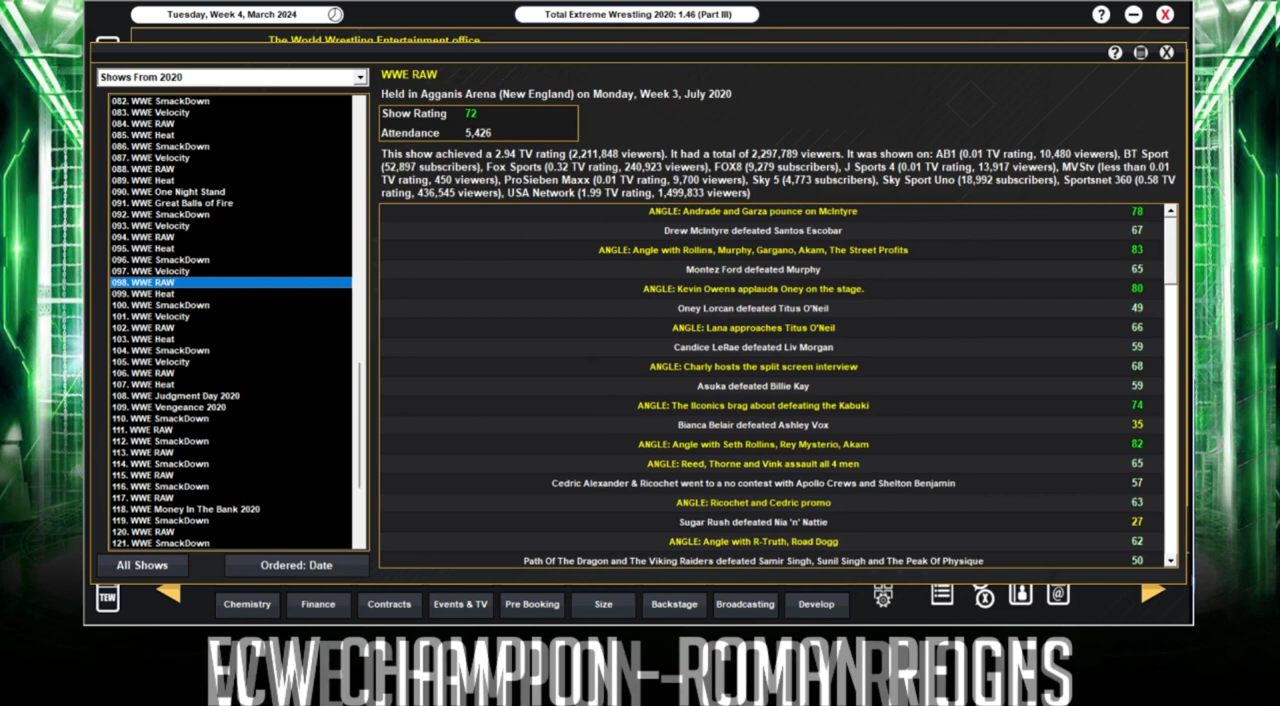 Tuesday, Week 4, March 2024
Total Extreme Wrestling 2020: 1.46 (Part III)
? X
The World Wrestling Entertainment office
? X
Shows From 2020
082. WWE SmackDown
083. WWE Velocity
084. WWE RAW
085. WWE Heat
086. WWE SmackDown
087. WWE Velocity
088. WWE RAW
089. WWE Heat
090. WWE One Night Stand
091. WWE Great Balls of Fire
092. WWE SmackDown
093. WWE Velocity
094. WWE RAW
095. WWE Heat
096. WWE SmackDown
097. WWE Velocity
098. WWE RAW
099. WWE Heat
100. WWE SmackDown
101. WWE Velocity
102. WWE RAW
103. WWE Heat
104. WWE SmackDown
105. WWE Velocity
106. WWE RAW
107. WWE Heat
108. WWE Judgment Day 2020
109. WWE Vengeance 2020
110. WWE SmackDown
111. WWE RAW
112. WWE SmackDown
113. WWE RAW
114. WWE SmackDown
115. WWE RAW
116. WWE SmackDown
117. WWE RAW
118. WWE Money In The Bank 2020
119. WWE SmackDown
120. WWE RAW
121. WWE SmackDown
All Shows
Ordered: Date
WWE RAW
Held in Agganis Arena (New England) on Monday, Week 3, July 2020
Show Rating 72
Attendance 5,426
This show achieved a 2.94 TV rating (2,211,848 viewers). It had a total of 2,297,789 viewers. It was shown on: AB1 (0.01 TV rating, 10,480 viewers), BT Sport
(52,897 subscribers), Fox Sports (0.32 TV rating, 240,923 viewers), FOX8 (9,279 subscribers), J Sports 4 (0.01 TV rating, 13,917 viewers), MVStv (less than 0.01
TV rating, 450 viewers), ProSieben Maxx (0.01 TV rating, 9,700 viewers), Sky 5 (4,773 subscribers), Sky Sport Uno (18,992 subscribers), Sportsnet 360 (0.58 TV
rating, 436,545 viewers), USA Network (1.99 TV rating, 1,499,833 viewers)
ANGLE: Andrade and Garza pounce on McIntyre 78
Drew McIntyre defeated Santos Escobar 67
ANGLE: Angle with Rollins, Murphy, Gargano, Akam, The Street Profits 83
Montez Ford defeated Murphy 65
ANGLE: Kevin Owens applauds Oney on the stage. 80
Oney Lorcan defeated Titus O'Neil 49
ANGLE: Lana approaches Titus O'Neil 66
Candice LeRae defeated Liv Morgan 59
ANGLE: Charly hosts the split screen interview 68
Asuka defeated Billie Kay 59
ANGLE: The IIconics brag about defeating the Kabuki 74
Bianca Belair defeated Ashley Vox 35
ANGLE: Angle with Seth Rollins, Rey Mysterio, Akam 82
ANGLE: Reed, Thorne and Vink assault all 4 men 65
Cedric Alexander & Ricochet went to a no contest with Apollo Crews and Shelton Benjamin 57
ANGLE: Ricochet and Cedric promo 63
Sugar Rush defeated Nia 'n' Nattie 27
ANGLE: Angle with R-Truth, Road Dogg 62
Path Of The Dragon and The Viking Raiders defeated Samir Singh, Sunil Singh and The Peak Of Physique 50
TEW
Chemistry
Finance
Contracts
Events & TV
Pre Booking
Size
Backstage
Broadcasting
Develop
ECW CHAMPION - ROMAN REIGNS